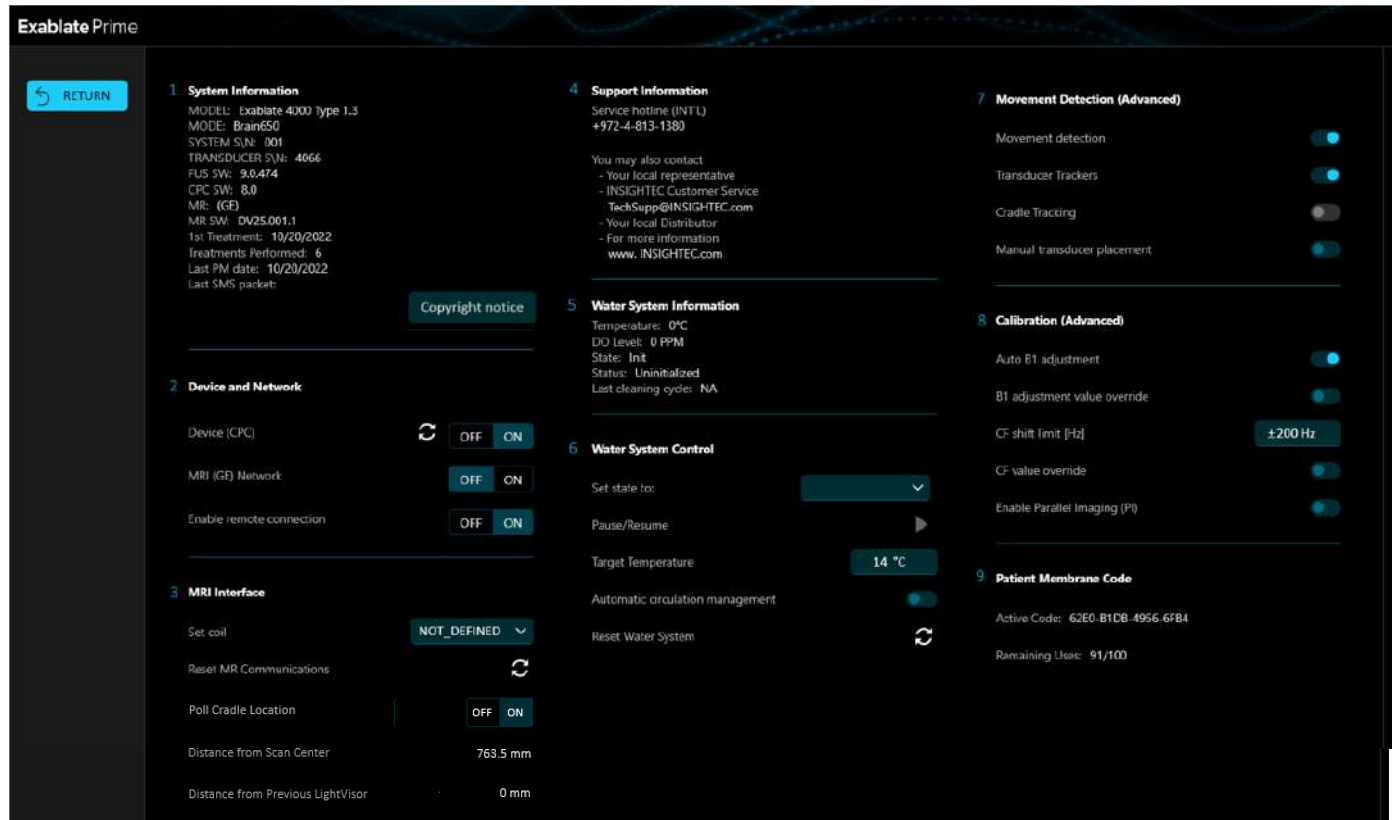 Exablate Prime
RETURN
1 System Information
MODEL: Exablate 4000 Type 1.3
MODE: Brain650
SYSTEM S\N: 001
TRANSDUCER S\N: 4066
FUS SW: 9.0.474
CPC SW: 8.0
MR: (GE)
MR SW: DV25.001.1
1st Treatment: 10/20/2022
Treatments Performed: 6
Last PM date: 10/20/2022
Last SMS packet:
Copyright notice
2 Device and Network
Device (CPC) OFF ON
MRI (GE) Network OFF ON
Enable remote connection OFF ON
3 MRI Interface
Set coil NOT_DEFINED
Reset MR Communications
Poll Cradle Location OFF ON
Distance from Scan Center 763.5 mm
Distance from Previous LightVisor 0 mm
4 Support Information
Service hotline (INT'L)
+972-4-813-1380
You may also contact
- Your local representative
- INSIGHTEC Customer Service
TechSupp@INSIGHTEC.com
- Your local Distributor
- For more information
www. INSIGHTEC.com
5 Water System Information
Temperature: 0°C
DO Level: 0 PPM
State: Init
Status: Uninitialized
Last cleaning cycle: NA
6 Water System Control
Set state to:
Pause/Resume
Target Temperature 14 °C
Automatic circulation management
Reset Water System
7 Movement Detection (Advanced)
Movement detection
Transducer Trackers
Cradle Tracking
Manual transducer placement
8 Calibration (Advanced)
Auto B1 adjustment
B1 adjustment value override
CF shift limit [Hz] ±200 Hz
CF value override
Enable Parallel Imaging (PI)
9 Patient Membrane Code
Active Code: 62E0-B1DB-4956-6FB4
Remaining Uses: 91/100